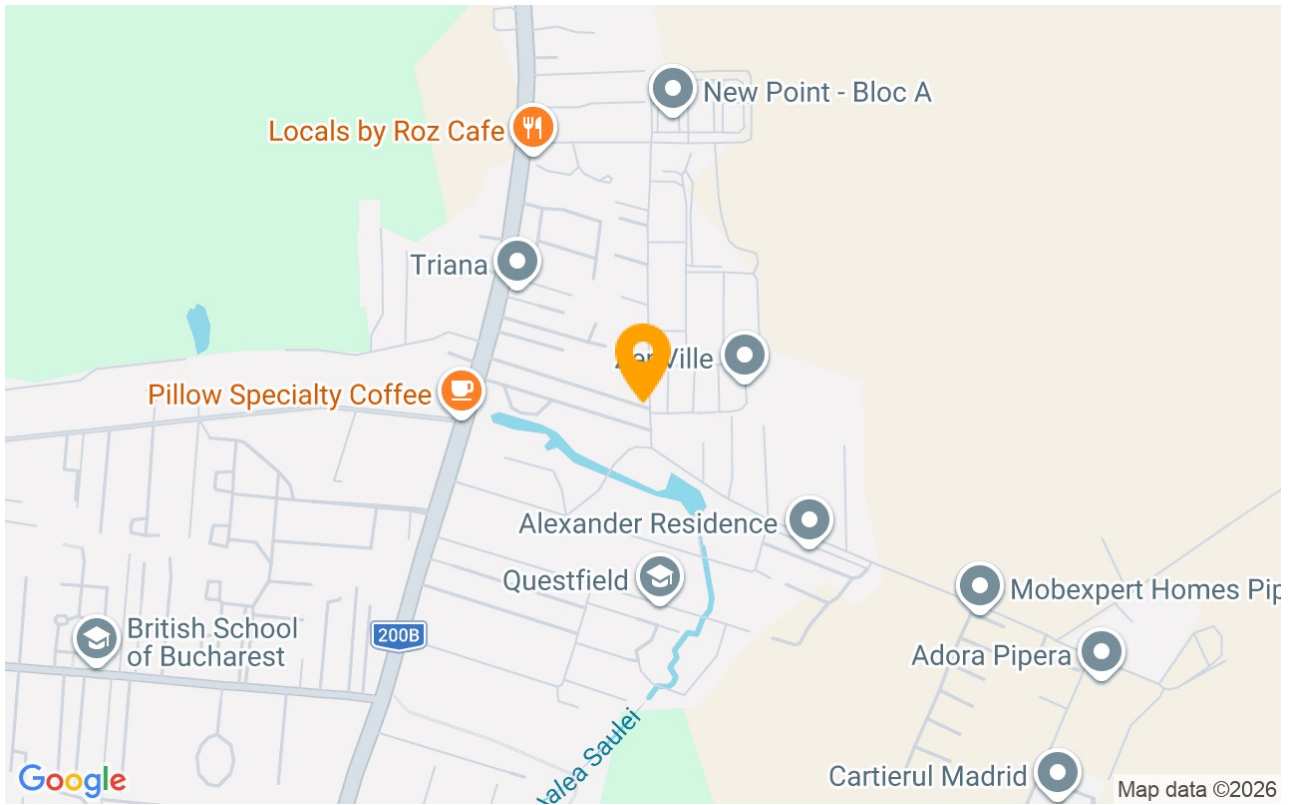 New Point - Bloc A
Locals by Roz Cafe
Triana
Ville
Pillow Specialty Coffee
Alexander Residence
Questfield
Mobexpert Homes Pip
British School
of Bucharest
200B
Adora Pipera
Valea Saulei
Cartierul Madrid
Google
Map data ©2026